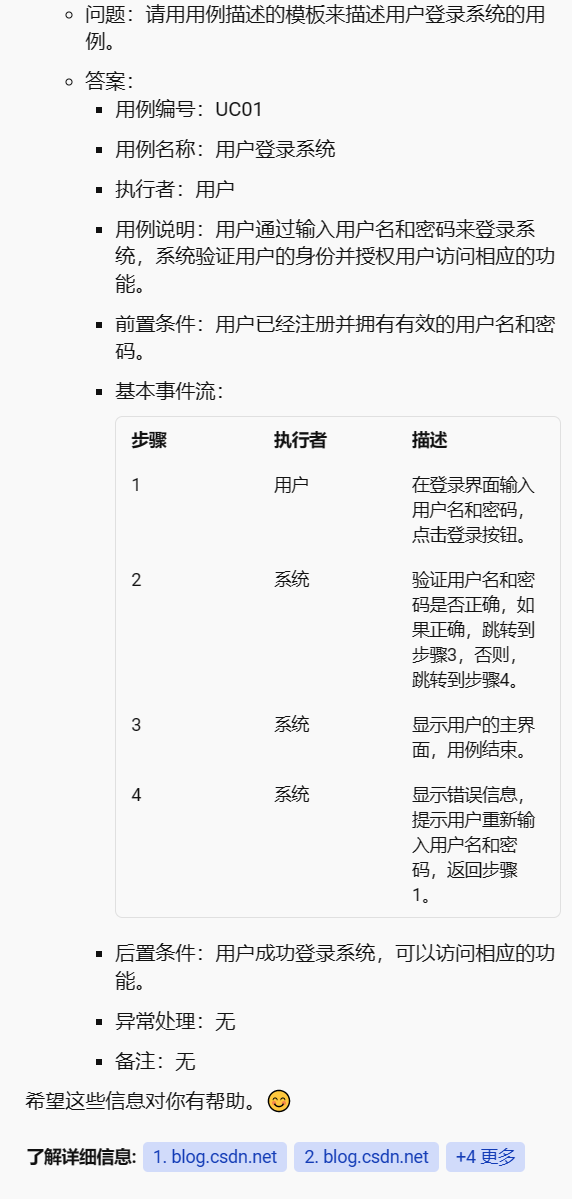 问题：请用用例描述的模板来描述用户登录系统的用
例。
答案：
用例编号：UC01
用例名称：用户登录系统
执行者：用户
用例说明：用户通过输入用户名和密码来登录系
统，系统验证用户的身份并授权用户访问相应的功
能。
前置条件：用户已经注册并拥有有效的用户名和密
码。
基本事件流：
步骤 执行者 描述
1 用户 在登录界面输入
用户名和密码，
点击登录按钮。
2 系统 验证用户名和密
码是否正确，如
果正确，跳转到
步骤3，否则，
跳转到步骤4。
3 系统 显示用户的主界
面，用例结束。
4 系统 显示错误信息，
提示用户重新输
入用户名和密
码，返回步骤
1。
后置条件：用户成功登录系统，可以访问相应的功
能。
异常处理：无
备注：无
希望这些信息对你有帮助。😊
了解详细信息: 1. blog.csdn.net 2. blog.csdn.net +4 更多